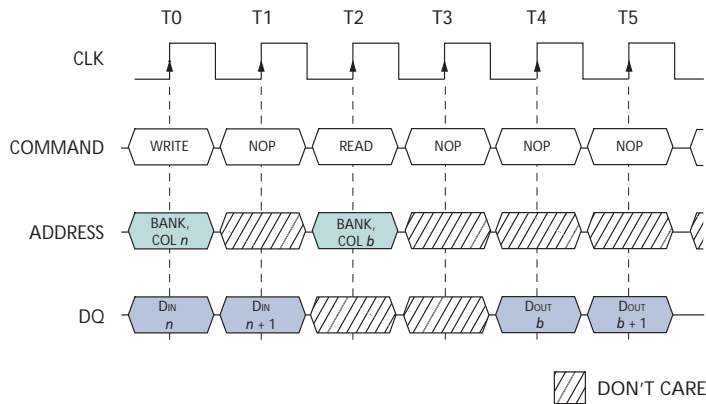 T0 T1 T2 T3 T4 T5
CLK
COMMAND WRITE NOP READ NOP NOP NOP
ADDRESS BANK, COL n BANK, COL b
DQ DIN n DIN n + 1 DOUT b DOUT b + 1
DON'T CARE